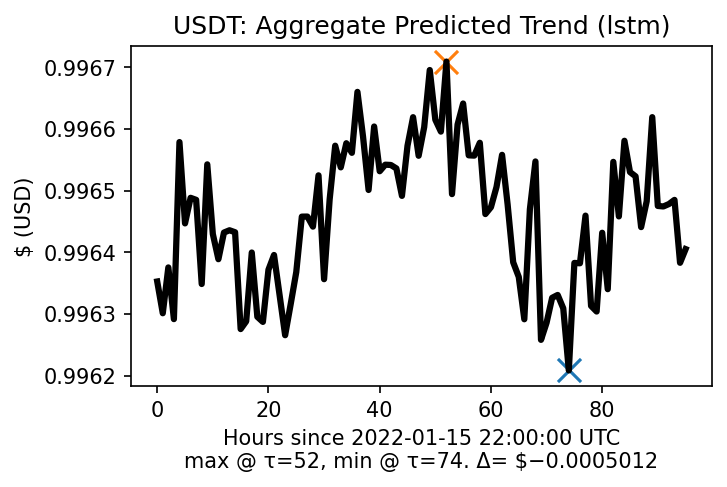 USDT: Aggregate Predicted Trend (lstm)
0.9967
0.9966
0.9965
0.9964
0.9963
0.9962
$ (USD)
0 20 40 60 80
Hours since 2022-01-15 22:00:00 UTC
max @ τ=52, min @ τ=74. Δ= $−0.0005012